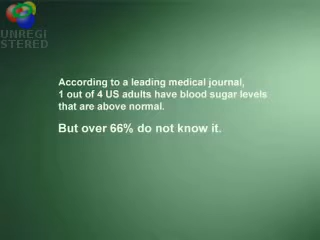 UNREGI
STERED
According to a leading medical journal,
1 out of 4 US adults have blood sugar levels
that are above normal.
But over 66% do not know it.